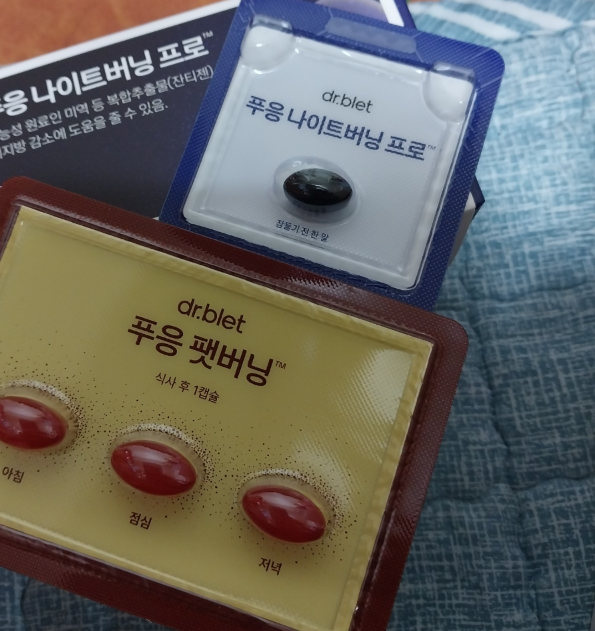 푸응 나이트버닝 프로™
능성 원료인 미역 등 복합추출물(잔티젠)
지방 감소에 도움을 줄 수 있음.
dr.blet
푸응 나이트버닝 프로™
잠들기 전 한 알
dr.blet
푸응 팻버닝™
식사 후 1캡슐
아침
점심
저녁